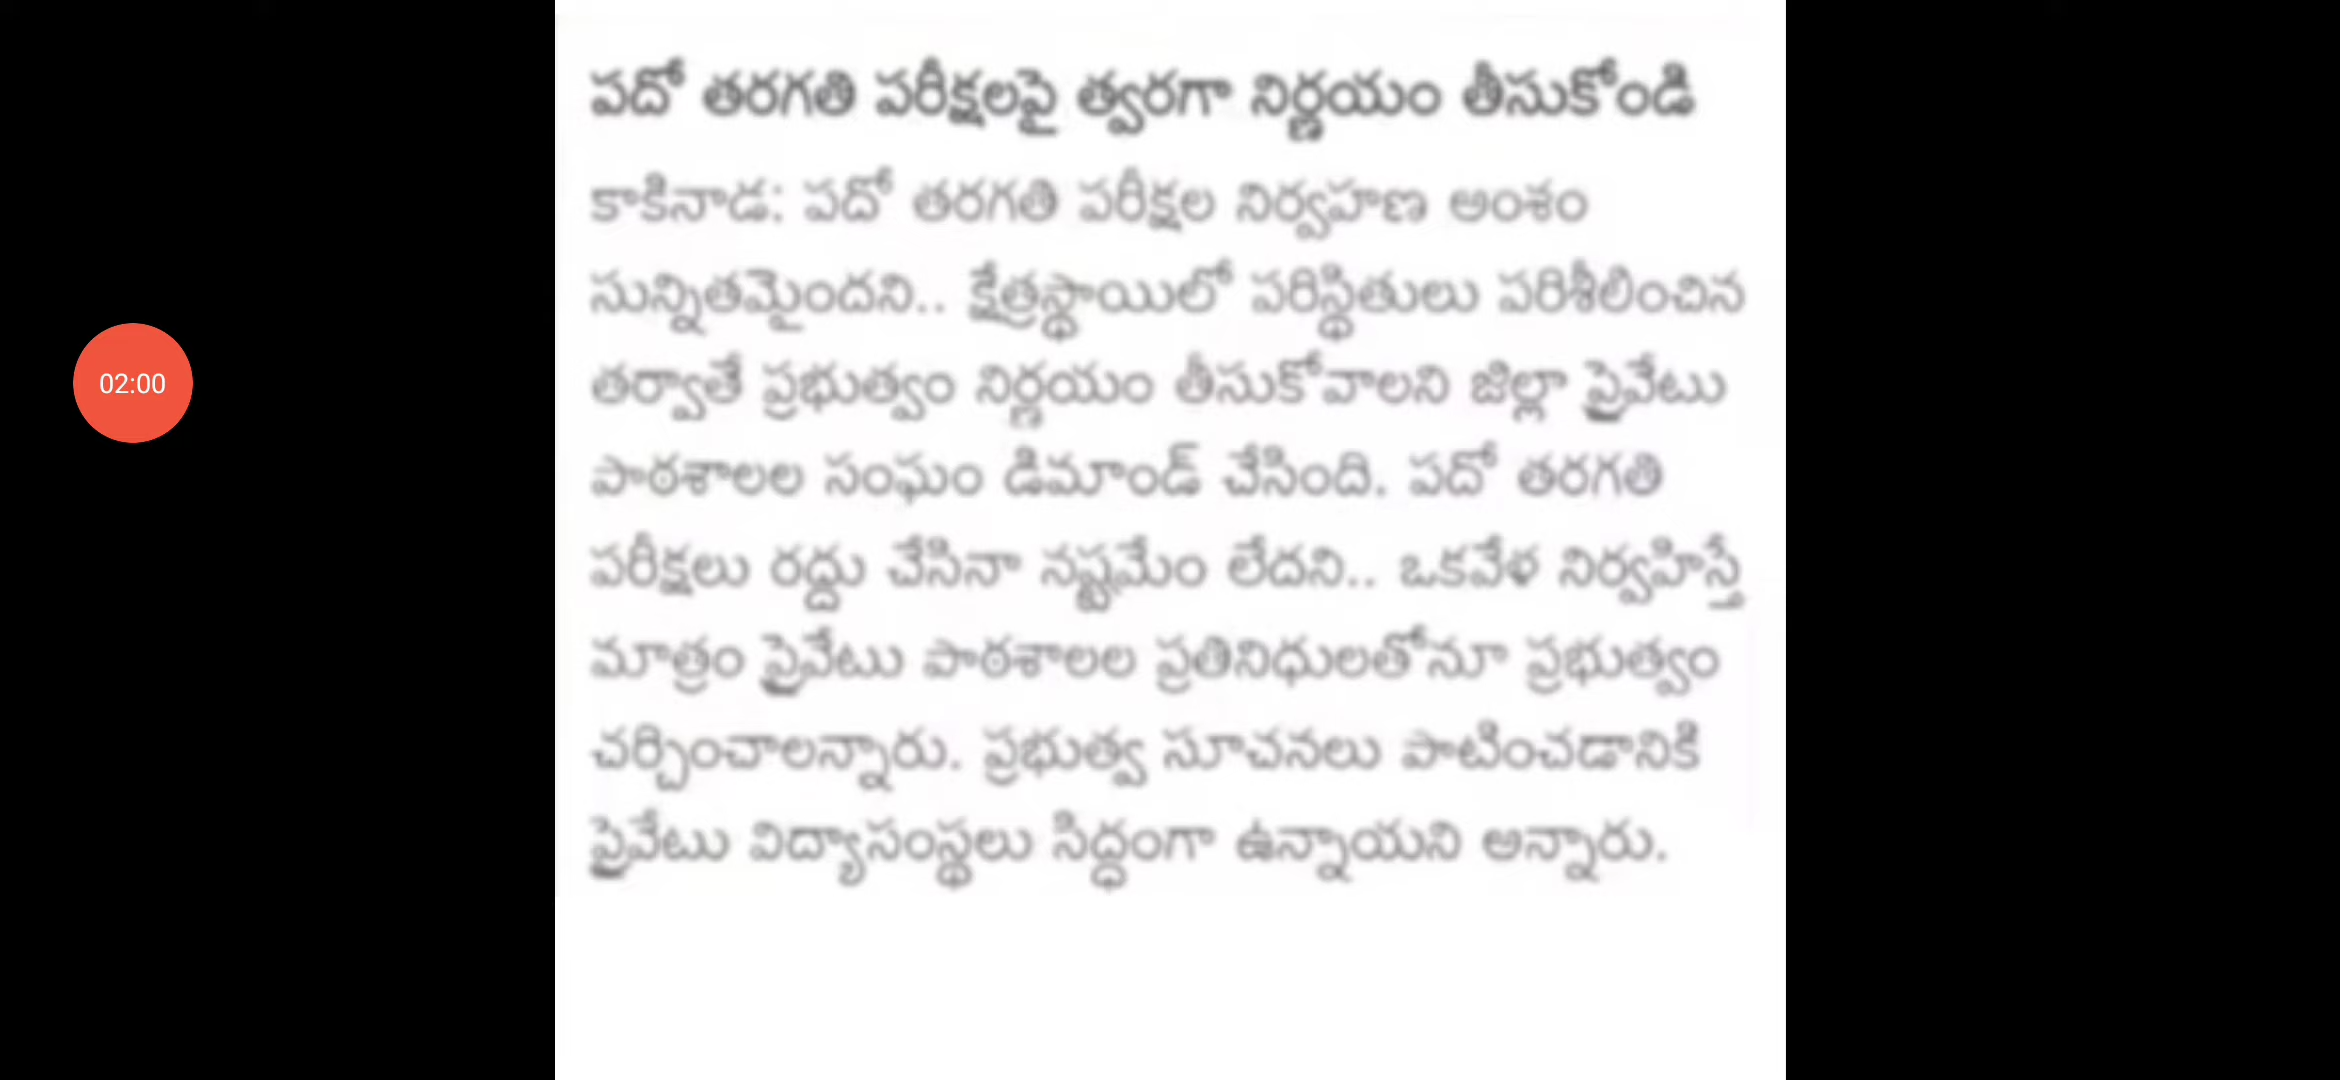 పదో తరగతి పరీక్షలపై త్వరగా నిర్ణయం తీసుకోండి
కాకినాడ: పదో తరగతి పరీక్షల నిర్వహణ అంశం
సున్నితమైందని.. క్షేత్రస్థాయిలో పరిస్థితులు పరిశీలించిన
02:00
తర్వాతే ప్రభుత్వం నిర్ణయం తీసుకోవాలని జిల్లా ప్రైవేటు
పాఠశాలల సంఘం డిమాండ్ చేసింది. పదో తరగతి
పరీక్షలు రద్దు చేసినా నష్టమేం లేదని.. ఒకవేళ నిర్వహిస్తే
మాత్రం ప్రైవేటు పాఠశాలల ప్రతినిధులతోనూ ప్రభుత్వం
చర్చించాలన్నారు. ప్రభుత్వ సూచనలు పాటించడానికి
ప్రైవేటు విద్యాసంస్థలు సిద్ధంగా ఉన్నాయని అన్నారు.